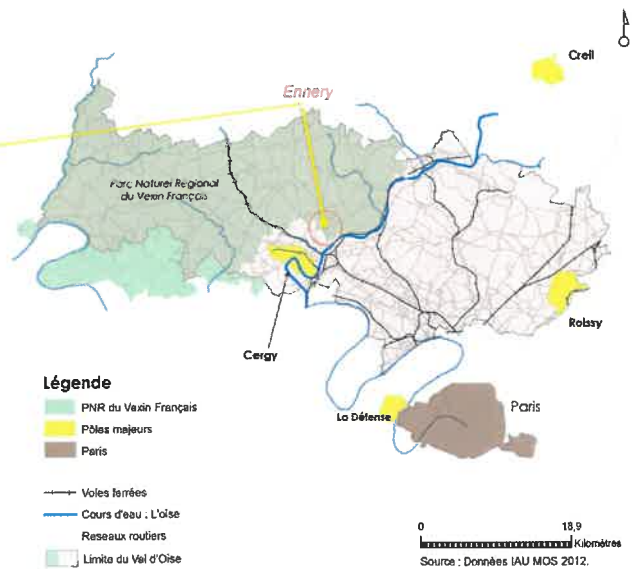 Creil
Ennery
Parc Naturel Regional
du Vexin Français
Roissy
Cergy
Légende
PNR du Vexin Français
Pôles majeurs
Paris
La Défense
Paris
Voies ferrées
Cours d'eau : L'oise
Reseaux routiers
Limite du Val d'Oise
0 18,9
Kilomètres
Source : Données IAU MOS 2012.